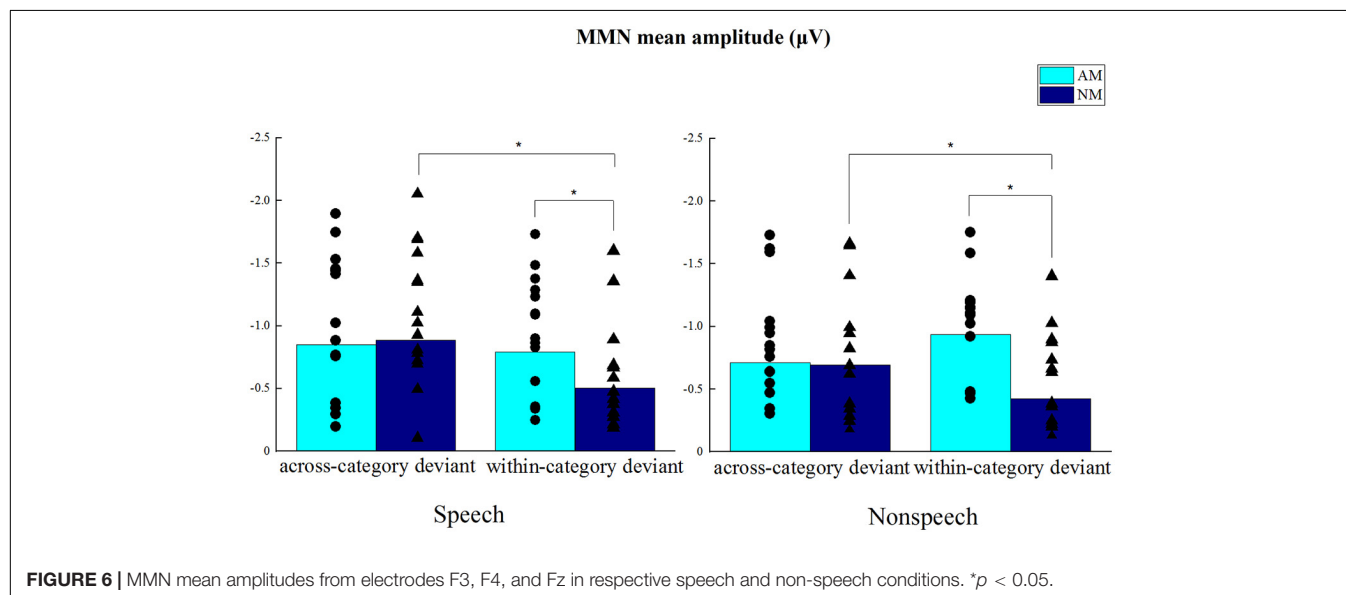 MMN mean amplitude (μV)
AM
NM
-2.5
-2.0
-1.5
-1.0
-0.5
0
*
*
across-category deviant within-category deviant
Speech
-2.5
-2.0
-1.5
-1.0
-0.5
0
*
*
across-category deviant within-category deviant
Nonspeech
FIGURE 6 | MMN mean amplitudes from electrodes F3, F4, and Fz in respective speech and non-speech conditions. *p < 0.05.